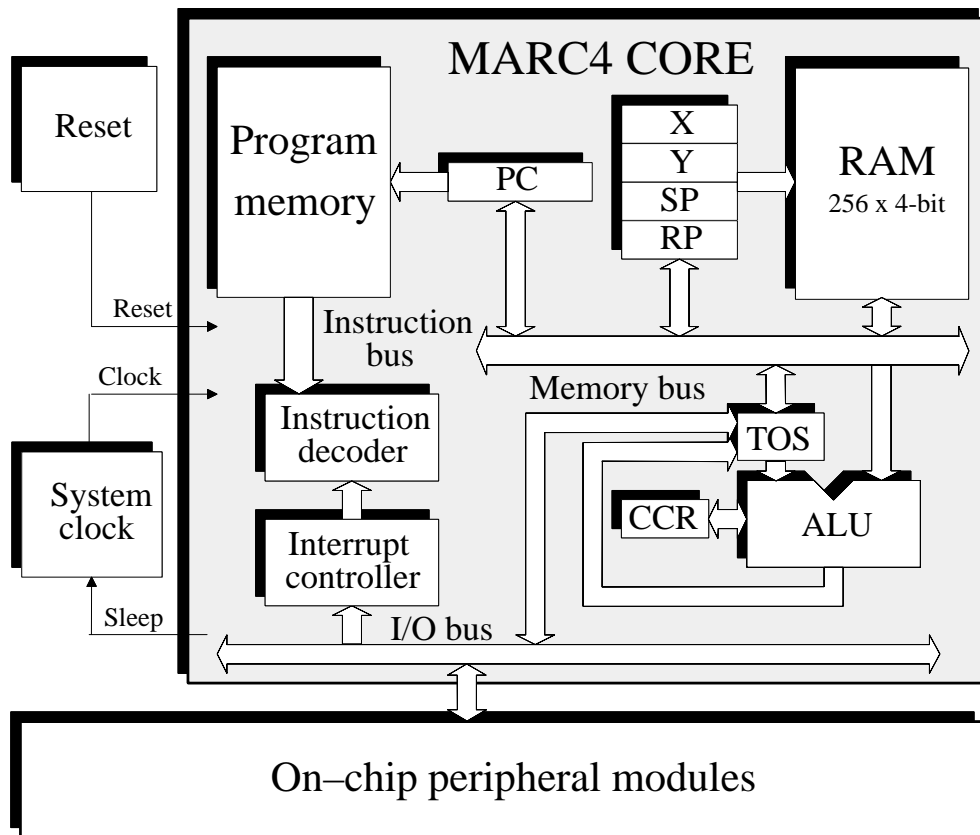 MARC4 CORE
Reset
Program
memory
PC
X
Y
SP
RP
RAM
256 x 4-bit
Reset
Instruction
bus
Clock
Memory bus
Instruction
decoder
TOS
System
clock
CCR
ALU
Interrupt
controller
Sleep
I/O bus
On–chip peripheral modules